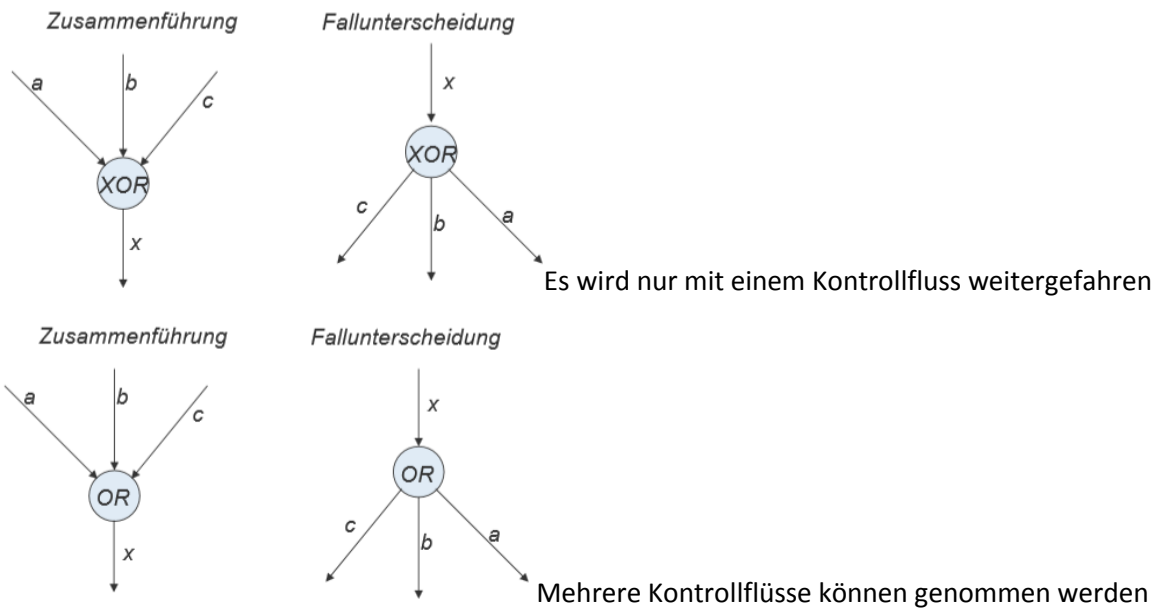 Zusammenführung
Fallunterscheidung
a
b
c
XOR
x
x
XOR
c
b
a
Es wird nur mit einem Kontrollfluss weitergefahren
Zusammenführung
Fallunterscheidung
a
b
c
OR
x
x
OR
c
b
a
Mehrere Kontrollflüsse können genommen werden